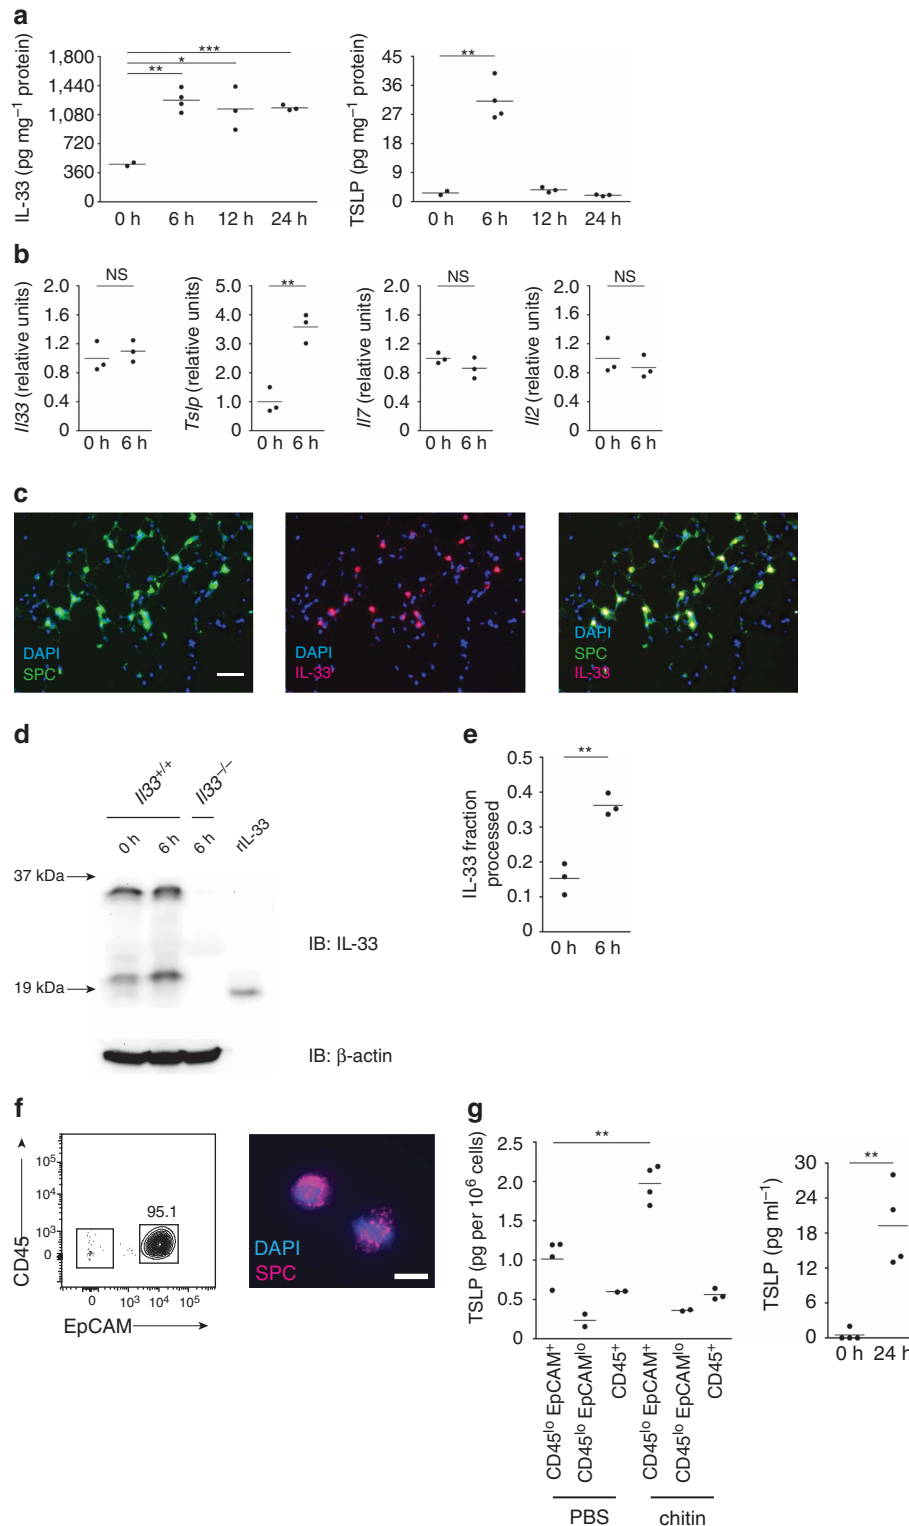 a
IL-33 (pg mg⁻¹ protein)
1,800
1,440
1,080
720
360
0
***
*
**
0 h 6 h 12 h 24 h
TSLP (pg mg⁻¹ protein)
45
36
27
18
9
0
**
0 h 6 h 12 h 24 h
b
Il33 (relative units)
2.0
1.6
1.2
0.8
0.4
0
NS
0 h 6 h
Tslp (relative units)
5.0
4.0
3.0
2.0
1.0
0
**
0 h 6 h
Il7 (relative units)
2.0
1.6
1.2
0.8
0.4
0
NS
0 h 6 h
Il2 (relative units)
2.0
1.6
1.2
0.8
0.4
0
NS
0 h 6 h
c
DAPI
SPC
DAPI
IL-33
DAPI
SPC
IL-33
d
Il33⁺/⁺ Il33⁻/⁻
0 h 6 h 6 h rIL-33
37 kDa
19 kDa
IB: IL-33
IB: β-actin
e
IL-33 fraction
processed
0.5
0.4
0.3
0.2
0.1
0
**
0 h 6 h
f
CD45
10⁵
10⁴
10³
0
95.1
0 10³ 10⁴ 10⁵
EpCAM
DAPI
SPC
g
TSLP (pg per 10⁶ cells)
2.5
2.0
1.5
1.0
0.5
0
**
CD45ˡᵒ EpCAM⁺
CD45ˡᵒ EpCAMˡᵒ
CD45⁺
CD45ˡᵒ EpCAM⁺
CD45ˡᵒ EpCAMˡᵒ
CD45⁺
PBS chitin
TSLP (pg ml⁻¹)
30
24
18
12
6
0
**
0 h 24 h